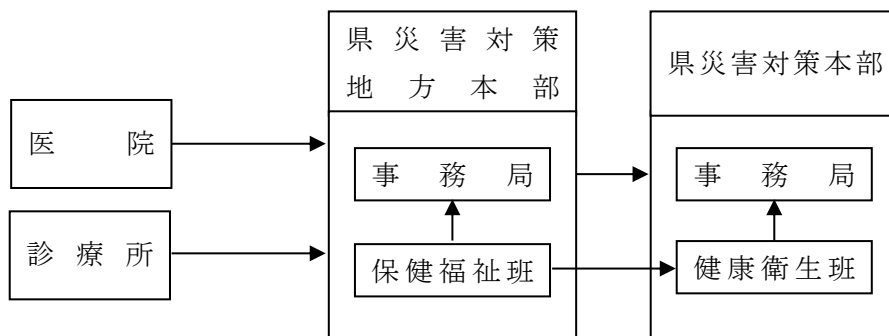 県災害対策
地方本部
県災害対策本部
医院
事務局
事務局
診療所
保健福祉班
健康衛生班